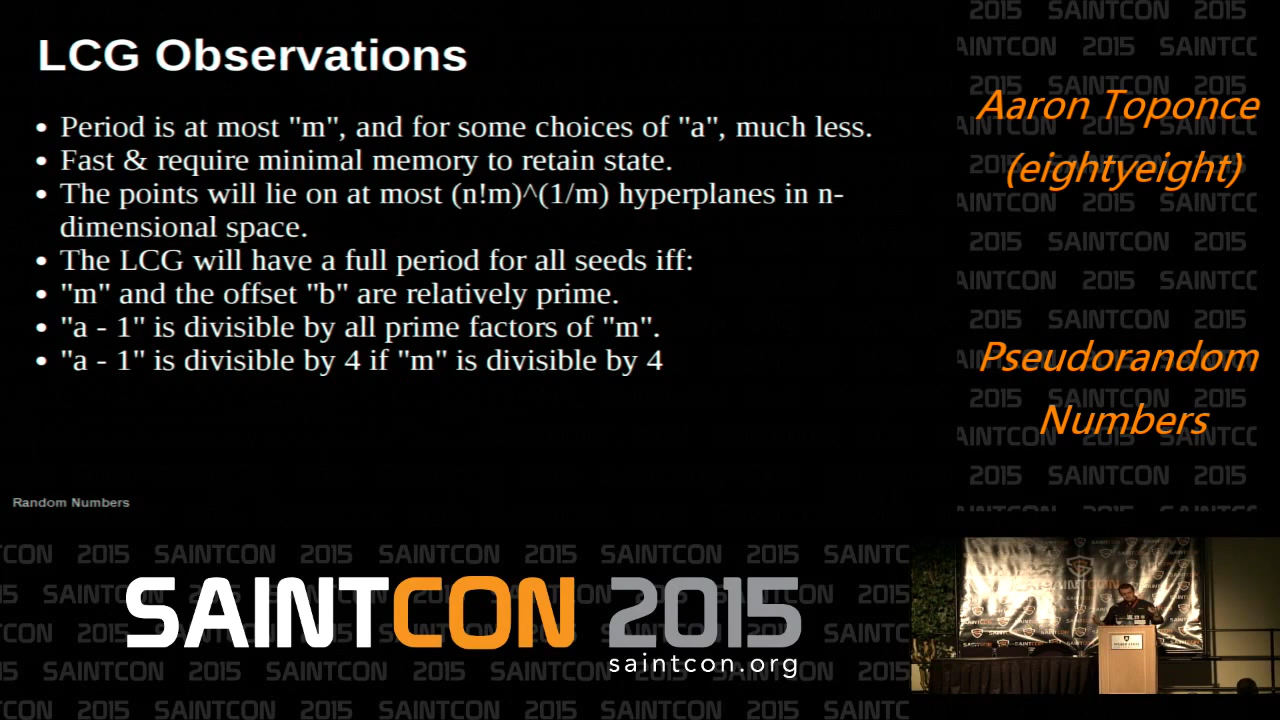 LCG Observations
• Period is at most "m", and for some choices of "a", much less.
• Fast & require minimal memory to retain state.
• The points will lie on at most (n!m)^(1/m) hyperplanes in n-
dimensional space.
• The LCG will have a full period for all seeds iff:
• "m" and the offset "b" are relatively prime.
• "a - 1" is divisible by all prime factors of "m".
• "a - 1" is divisible by 4 if "m" is divisible by 4
Random Numbers
Aaron Toponce
(eightyeight)
Pseudorandom
Numbers
SAINTCON 2015
saintcon.org